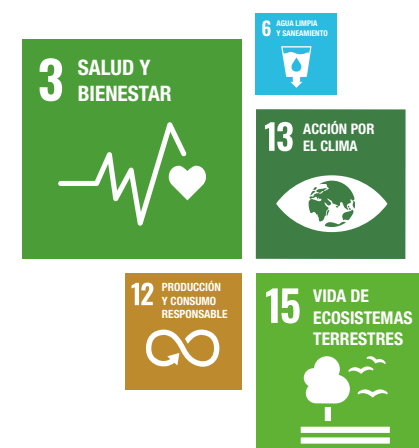 6 AGUA LIMPIA
Y SANEAMIENTO
3 SALUD Y
BIENESTAR
13 ACCIÓN POR
EL CLIMA
12 PRODUCCIÓN
Y CONSUMO
RESPONSABLE
15 VIDA DE
ECOSISTEMAS
TERRESTRES